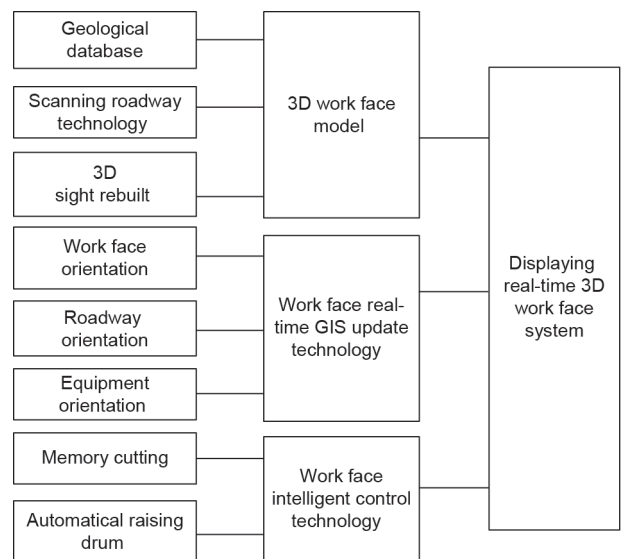 Geological
database
Scanning roadway
technology
3D
sight rebuilt
Work face
orientation
Roadway
orientation
Equipment
orientation
Memory cutting
Automatical raising
drum
3D work face
model
Work face real-
time GIS update
technology
Work face
intelligent control
technology
Displaying
real-time 3D
work face
system